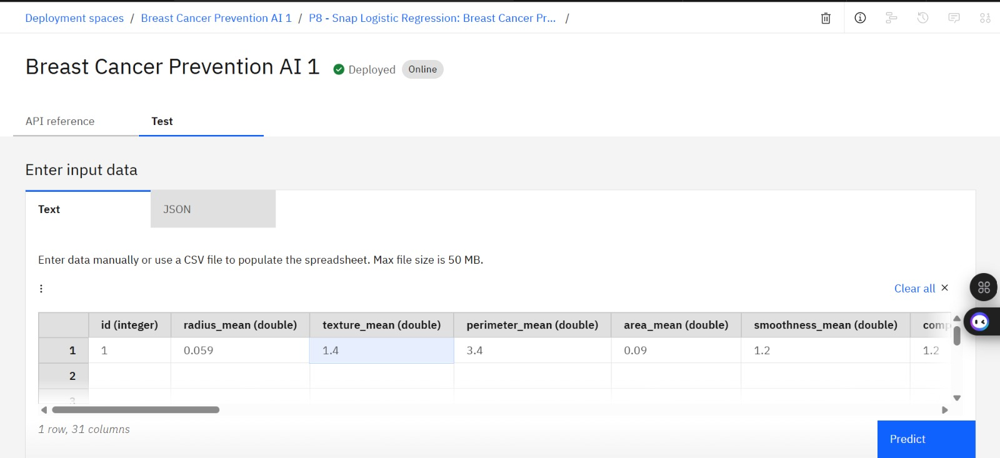 Deployment spaces / Breast Cancer Prevention AI 1 / P8 - Snap Logistic Regression: Breast Cancer Pr... /
Breast Cancer Prevention AI 1 Deployed Online
API reference Test
Enter input data
Text JSON
Enter data manually or use a CSV file to populate the spreadsheet. Max file size is 50 MB.
Clear all ×
id (integer) radius_mean (double) texture_mean (double) perimeter_mean (double) area_mean (double) smoothness_mean (double) comp
1 1 0.059 1.4 3.4 0.09 1.2 1.2
2
3
1 row, 31 columns
Predict